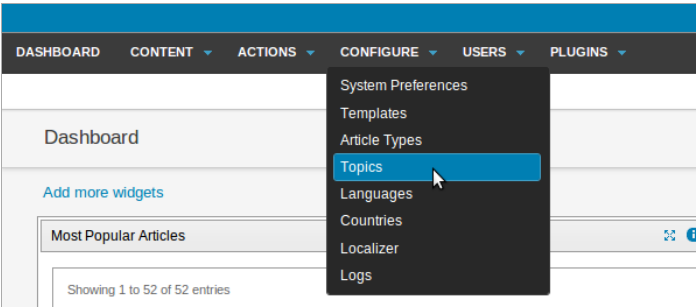 DASHBOARD CONTENT ACTIONS CONFIGURE USERS PLUGINS
System Preferences
Templates
Article Types
Topics
Languages
Countries
Localizer
Logs
Dashboard
Add more widgets
Most Popular Articles
Showing 1 to 52 of 52 entries